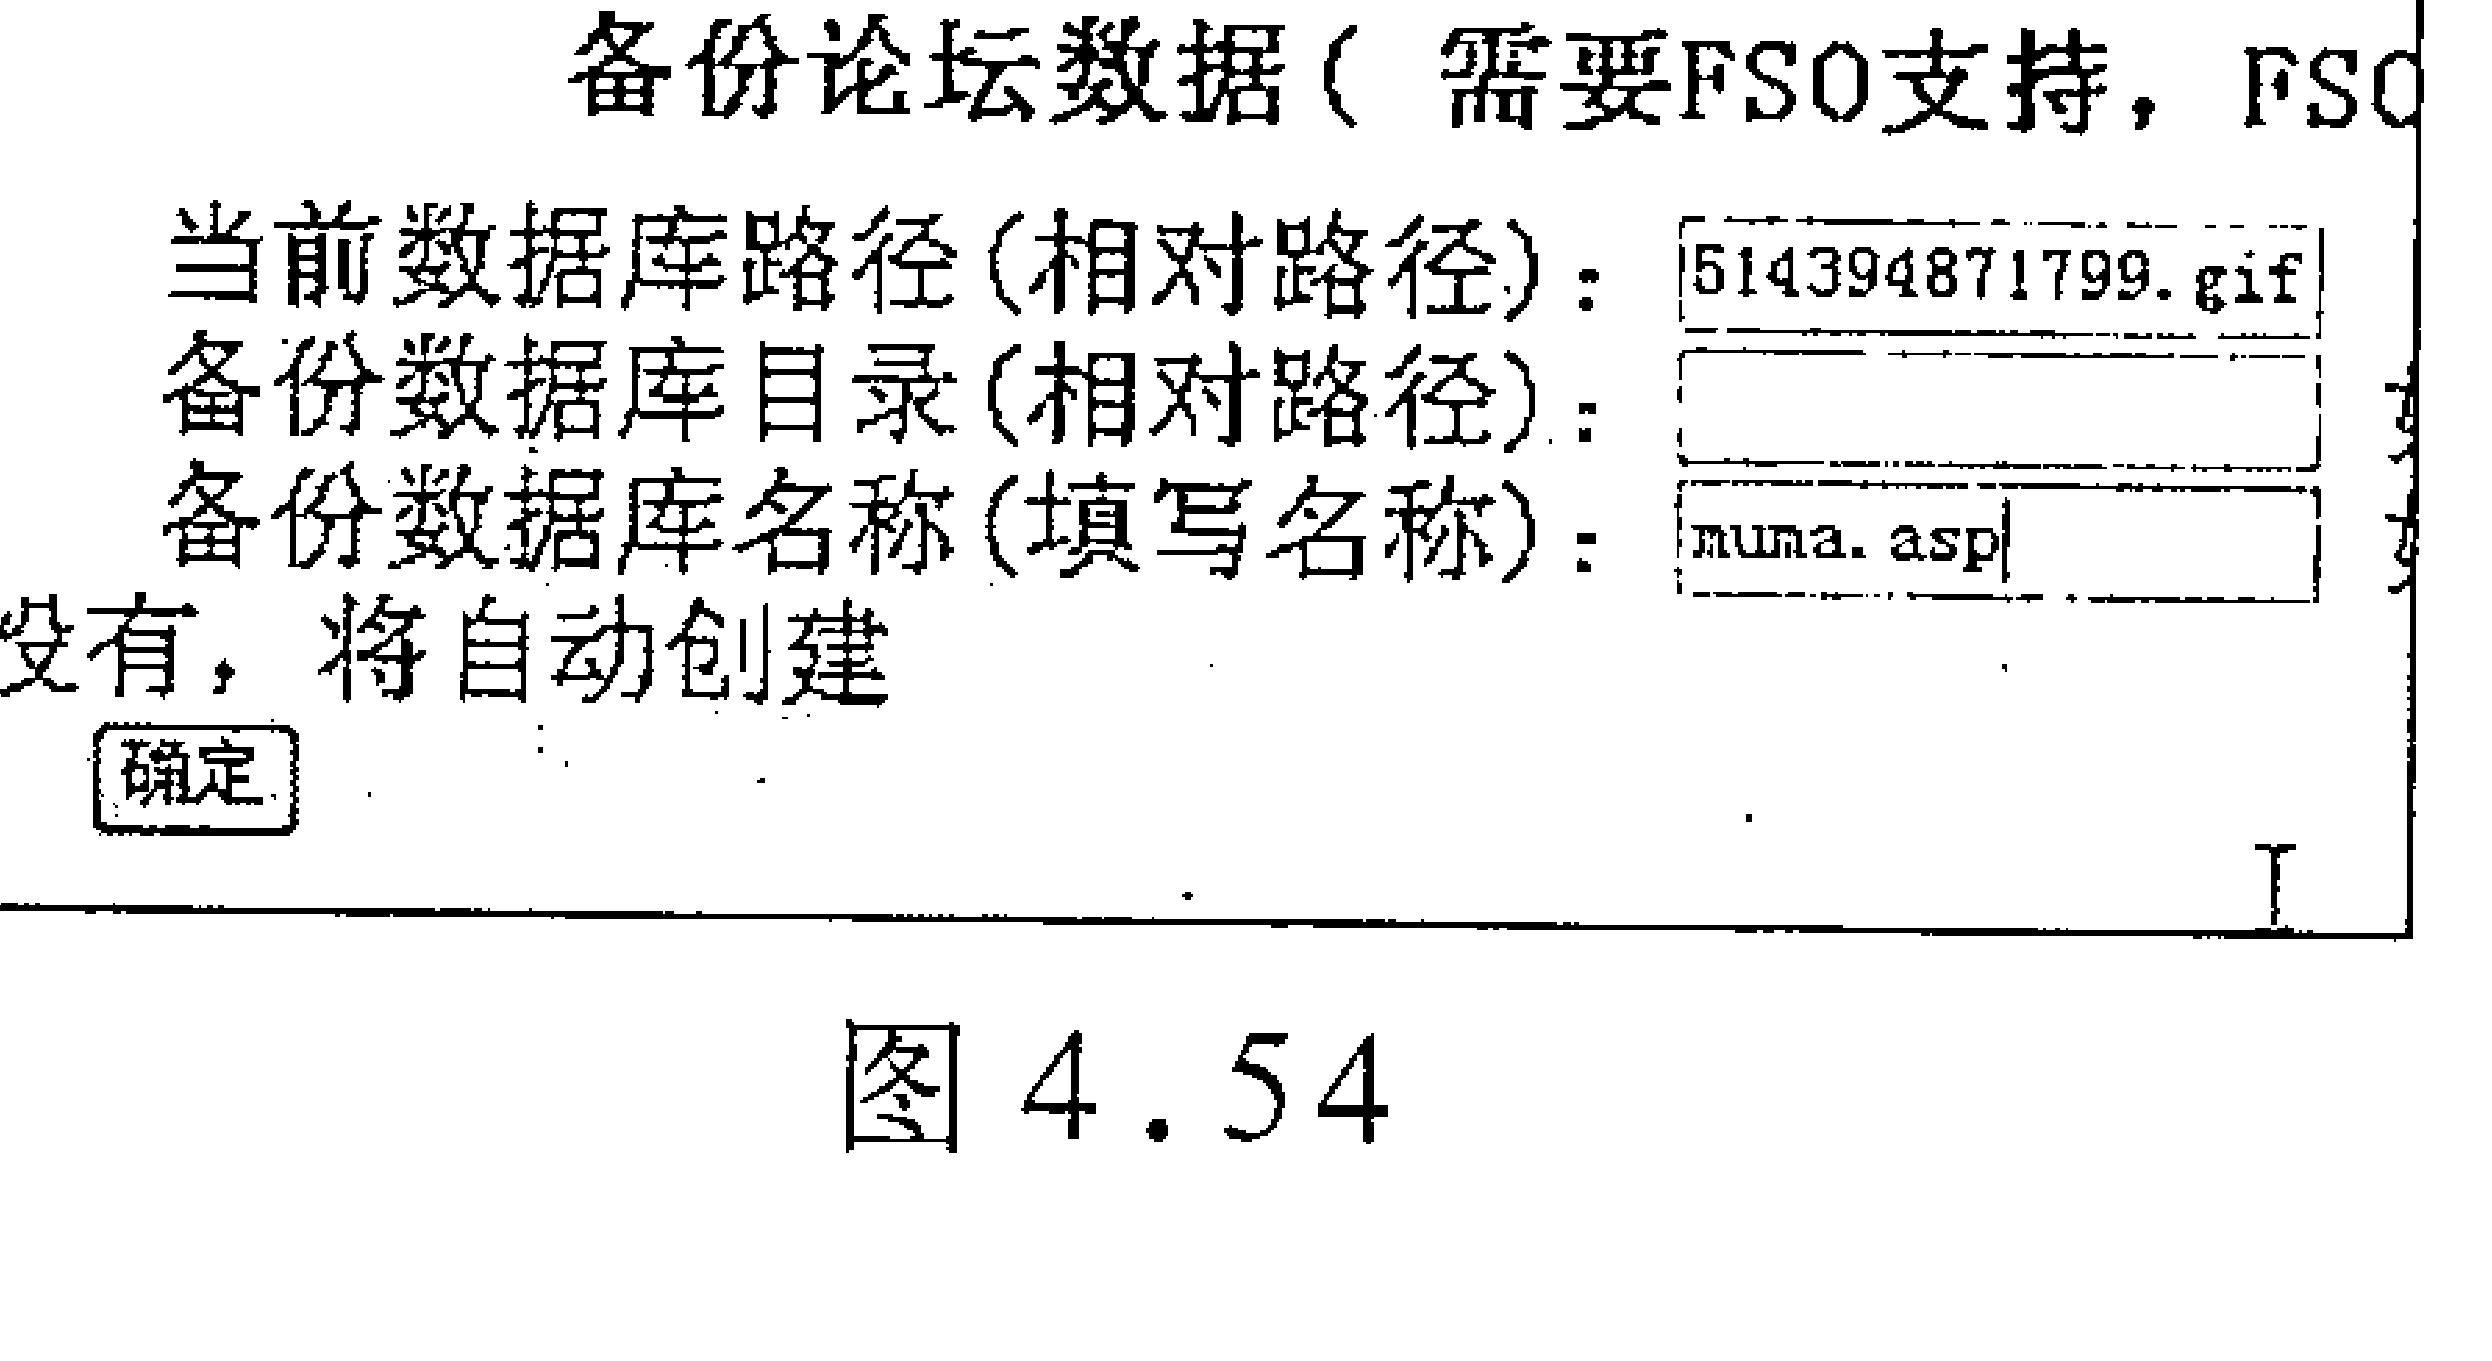 备份论坛数据( 需要FSO支持，FSO
当前数据库路径(相对路径)：514394871799.gif
备份数据库目录(相对路径)：
备份数据库名称(填写名称)：muma.asp
没有，将自动创建
确定
图 4.54